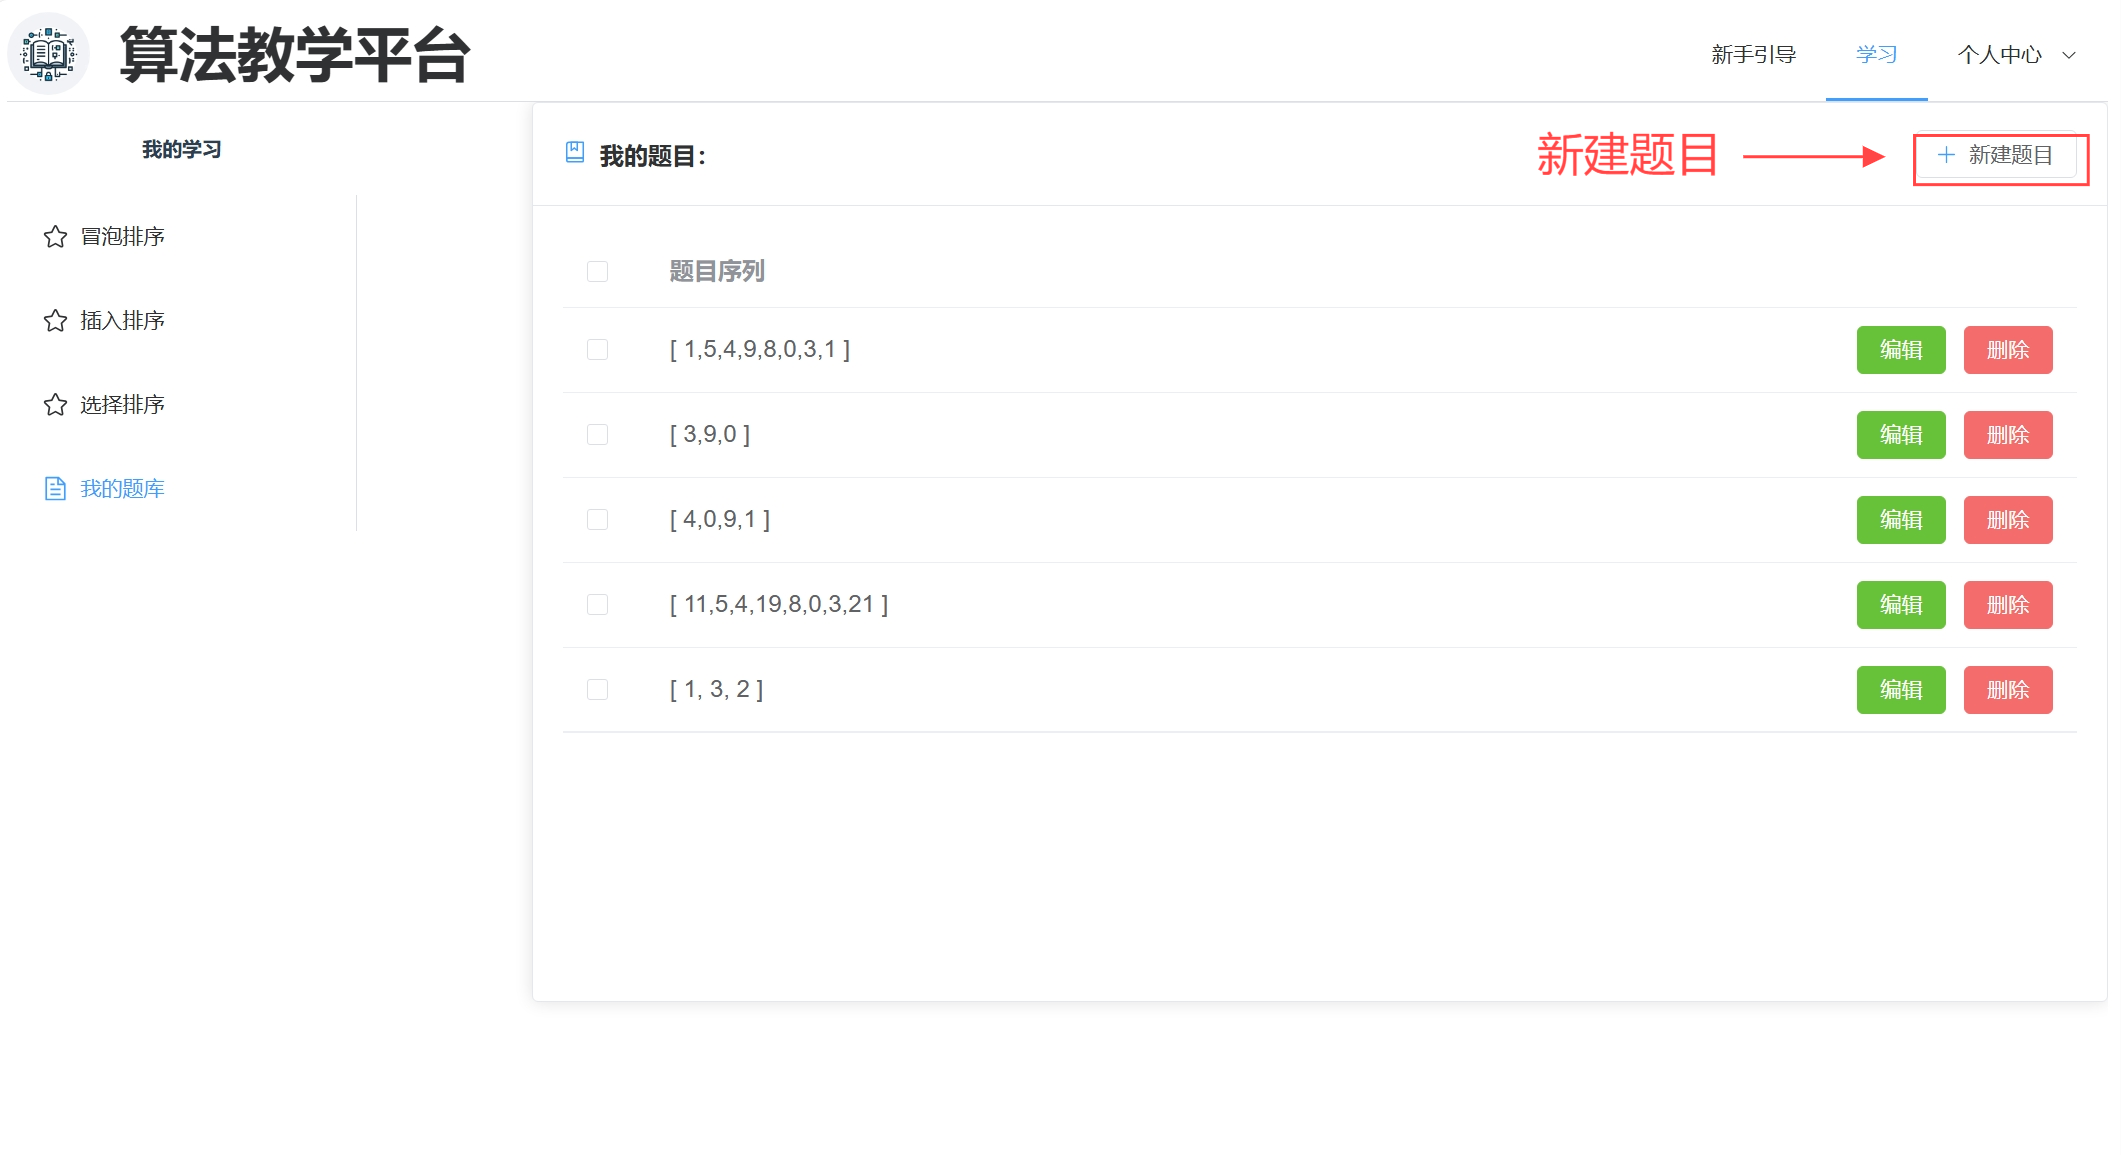 算法教学平台
新手引导 学习 个人中心
我的学习
冒泡排序
插入排序
选择排序
我的题库
我的题目：
新建题目
新建题目
题目序列
[ 1,5,4,9,8,0,3,1 ] 编辑 删除
[ 3,9,0 ] 编辑 删除
[ 4,0,9,1 ] 编辑 删除
[ 11,5,4,19,8,0,3,21 ] 编辑 删除
[ 1, 3, 2 ] 编辑 删除